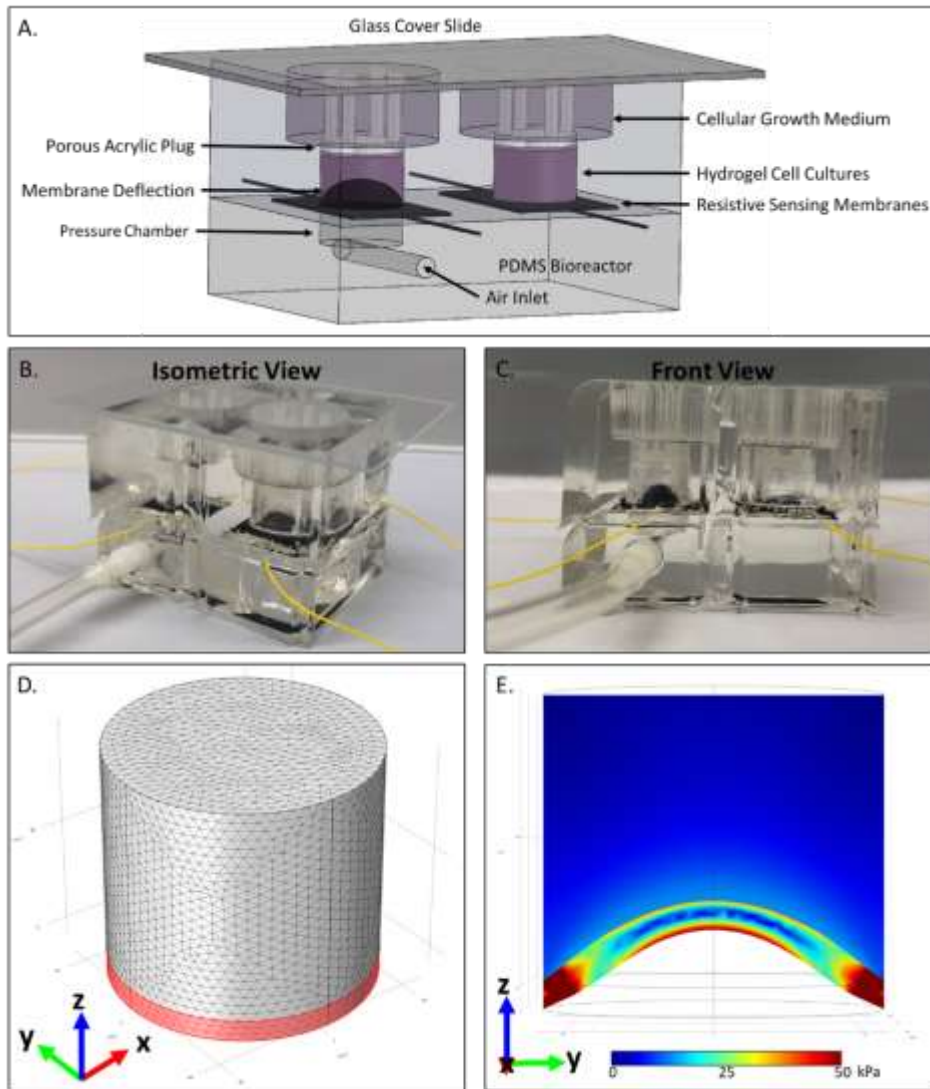 A.
Glass Cover Slide
Cellular Growth Medium
Porous Acrylic Plug
Hydrogel Cell Cultures
Membrane Deflection
Resistive Sensing Membranes
Pressure Chamber
PDMS Bioreactor
Air Inlet
B.
Isometric View
C.
Front View
D.
E.
z
y
x
z
x
y
0
25
50
kPa